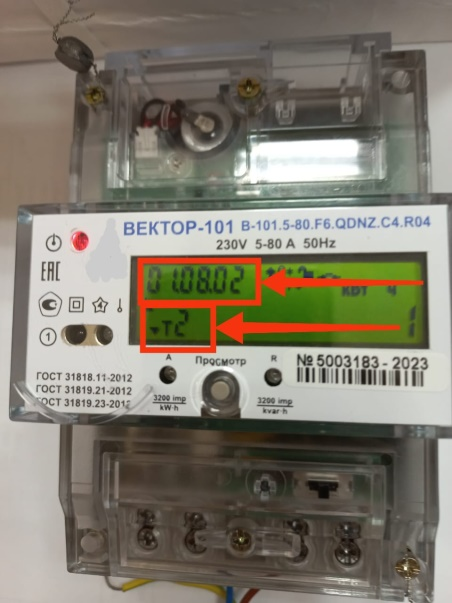 ВЕКТОР-101 В-101.5-80.F6.QDNZ.C4.R04
230V 5-80 A 50Hz
EAC
01.08.02
кВт ч
Т2
1
1
A
Просмотр
R
№ 5003183 - 2023
3200 imp
kW·h
3200 imp
kvar·h
ГОСТ 31818.11-2012
ГОСТ 31819.21-2012
ГОСТ 31819.23-2012